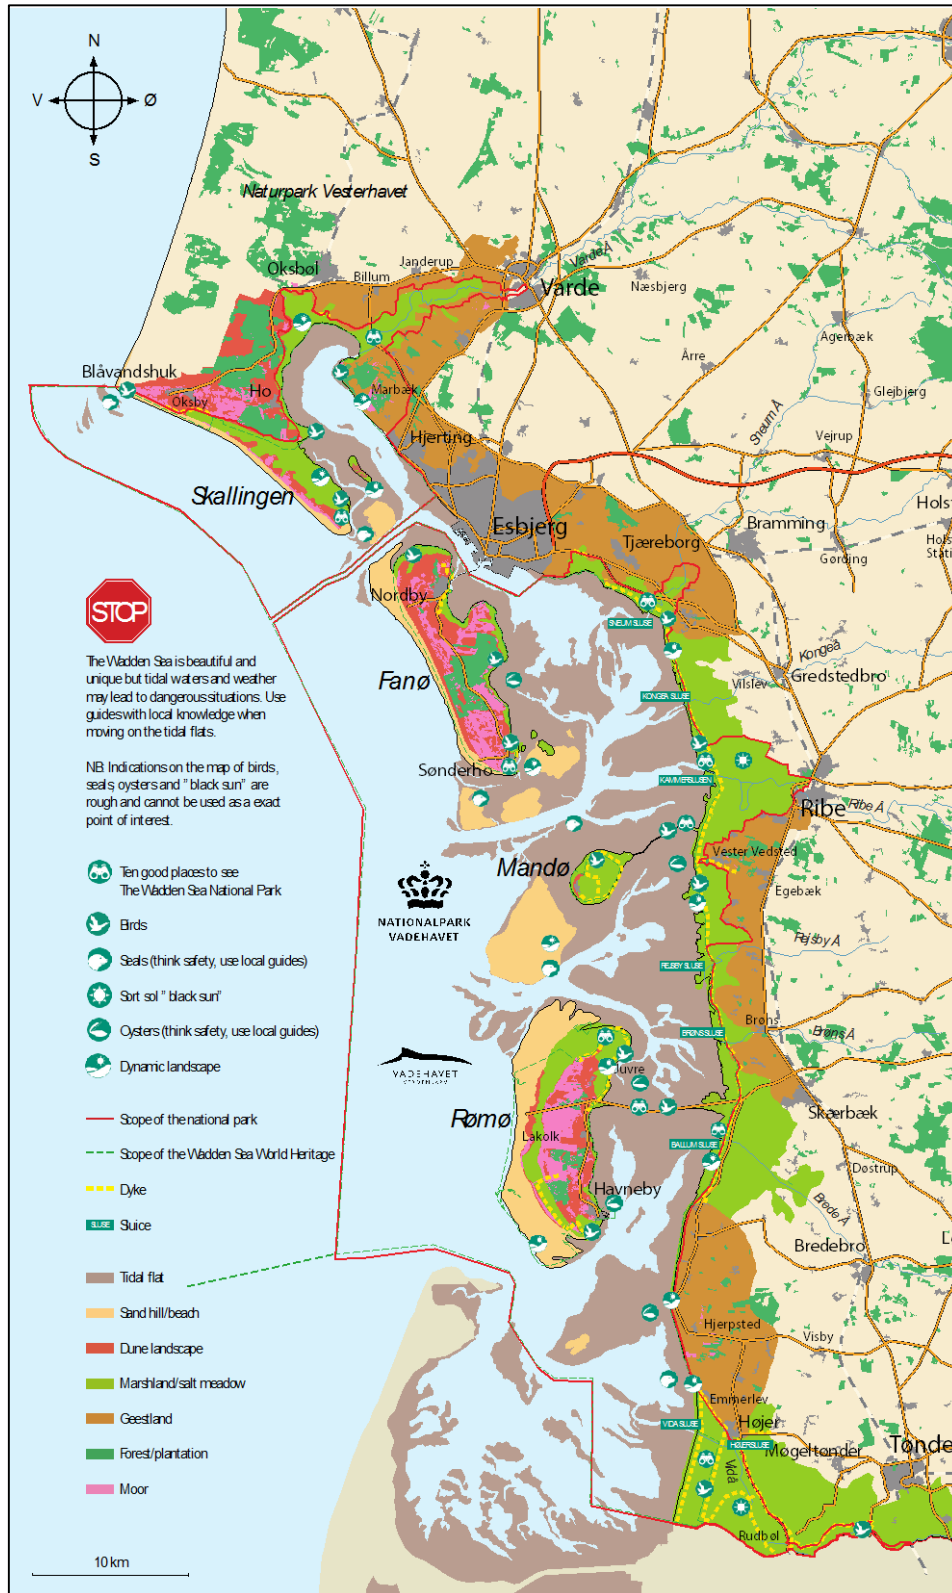 N
V
Ø
S
Naturpark Vesterhavet
Oksbøl
Billum
Janderup
Varde Å
Varde
Næsbjerg
Agerbæk
Årre
Glejbjerg
Blåvandshuk
Oksby
Ho
Marbæk
Hjerting
Sneum Å
Vejrup
Skallingen
Esbjerg
Tjæreborg
Bramming
Holst
Holst
Stati
Gørding
STOP
Nordby
SNEUM SLUSE
The Wadden Sea is beautiful and
unique but tidal waters and weather
may lead to dangerous situations. Use
guides with local knowledge when
moving on the tidal flats.
Fanø
Kongeå
Vilslev
Gredstedbro
KONGEÅ SLUSE
NB. Indications on the map of birds,
seals, oysters and "black sun" are
rough and cannot be used as a exact
point of interest.
Sønderho
KAMMERSLUSEN
Ribe
Ribe Å
Mandø
Vester Vedsted
Egebæk
Ten good places to see
The Wadden Sea National Park
NATIONALPARK
VADEHAVET
Birds
Rejsby Å
Seals (think safety, use local guides)
REJSBY SLUSE
Sort sol "black sun"
Oysters (think safety, use local guides)
Brøns
BRØNS SLUSE
Brøns Å
Dynamic landscape
VADEHAVET
Juvre
Rømø
Skærbæk
Scope of the national park
Lakolk
BALLUM SLUSE
Scope of the Wadden Sea World Heritage
Døstrup
Dyke
Havneby
Brede Å
SLUSE
Sluice
Bredebro
L
Tidal flat
Sand hill/beach
Hjerpsted
Visby
Dune landscape
Marshland/salt meadow
Emmerlev
Geestland
VIDA SLUSE
Højer
HØJER SLUSE
Møgeltønder
Tønde
Forest/plantation
Vidå
Moor
Rudbøl
10 km